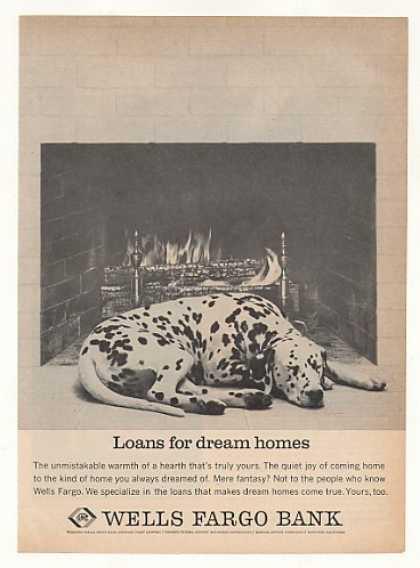 Loans for dream homes
The unmistakable warmth of a hearth that's truly yours. The quiet joy of coming home
to the kind of home you always dreamed of. Mere fantasy? Not to the people who know
Wells Fargo. We specialize in the loans that makes dream homes come true. Yours, too.
WELLS FARGO BANK